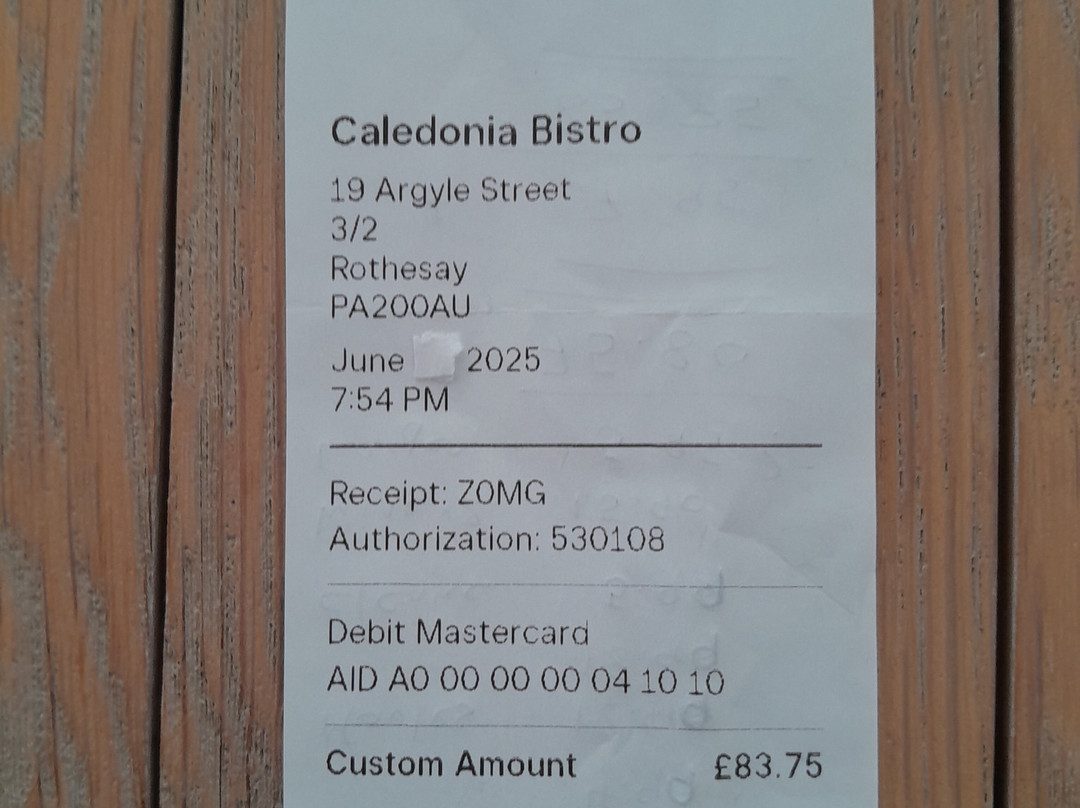 Caledonia Bistro
19 Argyle Street
3/2
Rothesay
PA200AU
June 2025
7:54 PM
Receipt: ZOMG
Authorization: 530108
Debit Mastercard
AID A0 00 00 00 04 10 10
Custom Amount £83.75